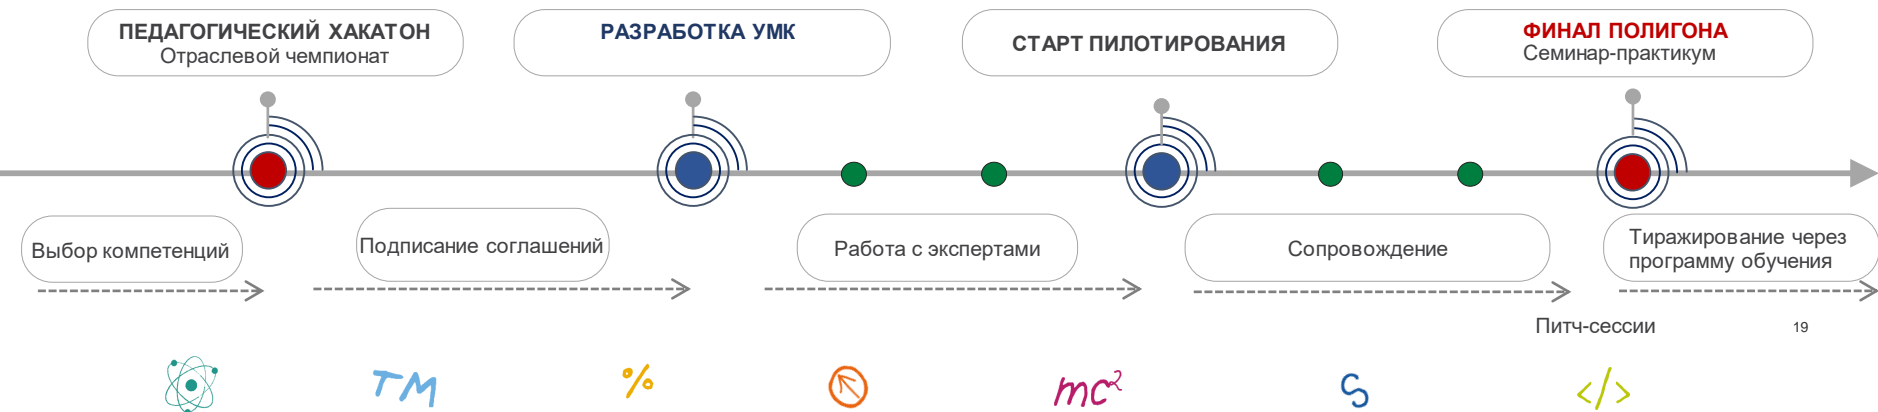 ПЕДАГОГИЧЕСКИЙ ХАКАТОН
Отраслевой чемпионат
РАЗРАБОТКА УМК
СТАРТ ПИЛОТИРОВАНИЯ
ФИНАЛ ПОЛИГОНА
Семинар-практикум
Выбор компетенций
Подписание соглашений
Работа с экспертами
Сопровождение
Тиражирование через
программу обучения
Питч-сессии
19
TM
%
mc²
S
</>